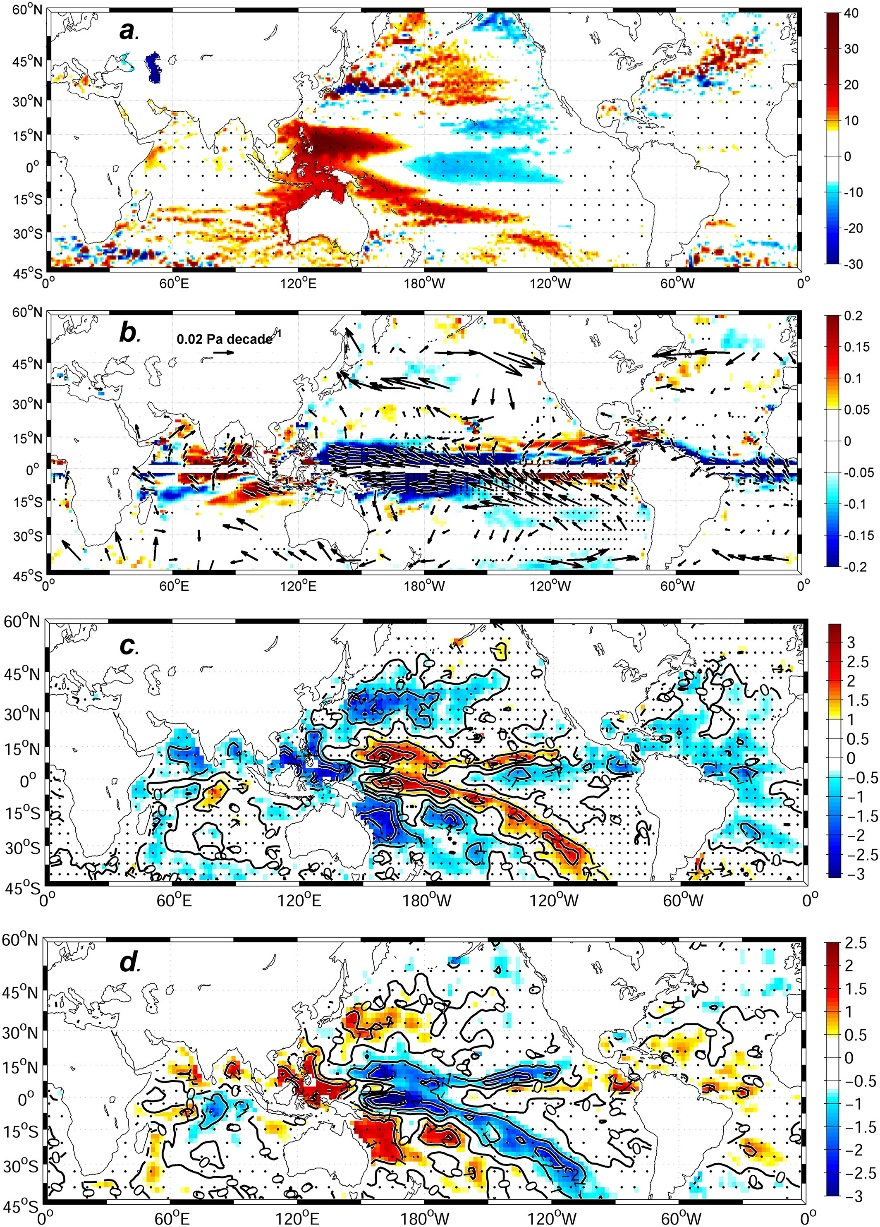 a.
60°N
45°N
30°N
15°N
0°
15°S
30°S
45°S
0°
60°E
120°E
180°W
120°W
60°W
0°
40
30
20
10
0
-10
-20
-30
b.
0.02 Pa decade⁻¹
60°N
45°N
30°N
15°N
0°
15°S
30°S
45°S
0°
60°E
120°E
180°W
120°W
60°W
0°
0.2
0.15
0.1
0.05
0
-0.05
-0.1
-0.15
-0.2
c.
60°N
45°N
30°N
15°N
0°
15°S
30°S
45°S
0°
60°E
120°E
180°W
120°W
60°W
0°
3
2.5
2
1.5
1
0.5
0
-0.5
-1
-1.5
-2
-2.5
-3
d.
60°N
45°N
30°N
15°N
0°
15°S
30°S
45°S
0°
60°E
120°E
180°W
120°W
60°W
0°
2.5
2
1.5
1
0.5
0
-0.5
-1
-1.5
-2
-2.5
-3